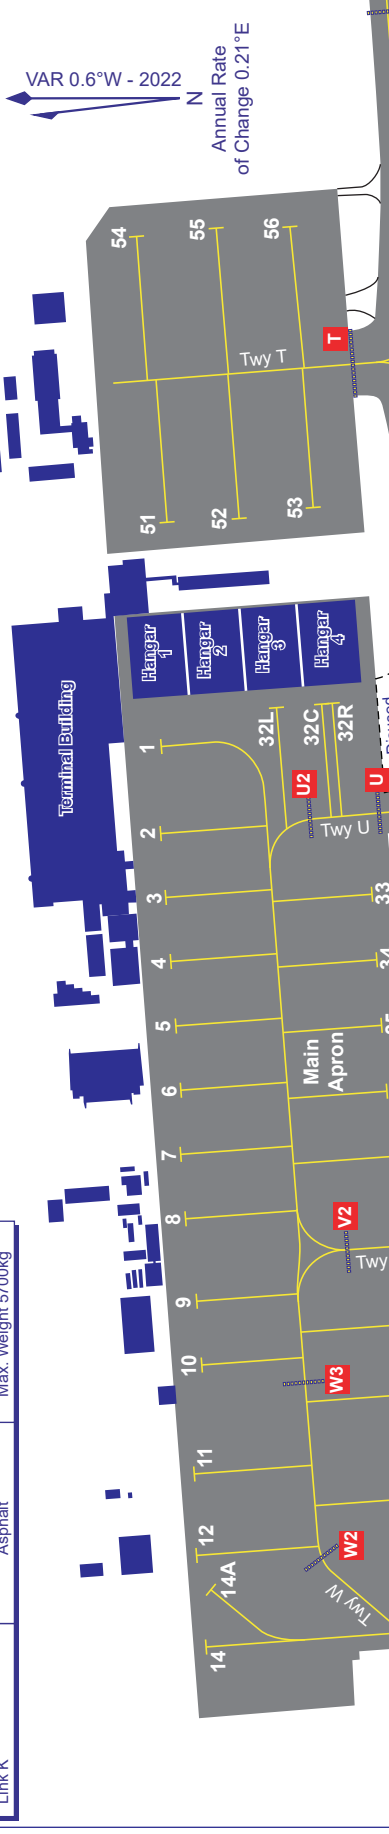 VAR 0.6°W - 2022
N
Annual Rate
of Change 0.21°E
54
55
56
Twy T
T
51
52
53
Terminal Building
Hangar
1
Hangar
2
Hangar
3
Hangar
4
1
32L
32C
32R
U2
U
2
Twy U
3
33
4
34
5
Main
Apron
6
7
8
V2
Twy
9
10
W3
11
12
W2
14A
Twy W
14
Max. Weight 5700kg
Asphalt
Link K